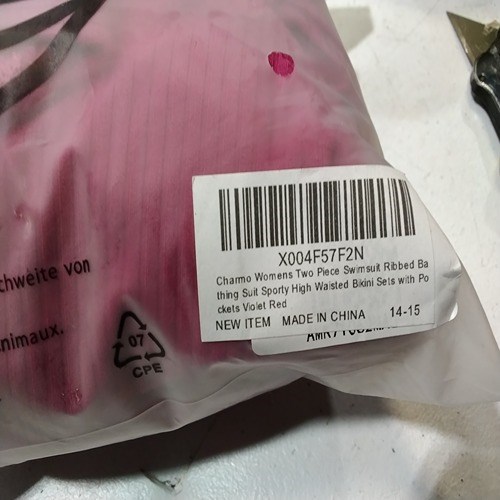 X004F57F2N
Charmo Womens Two Piece Swimsuit Ribbed Ba
thing Suit Sporty High Waisted Bikini Sets with Po
ckets Violet Red
NEW ITEM MADE IN CHINA 14-15
chweite von
nimaux.
07
CPE